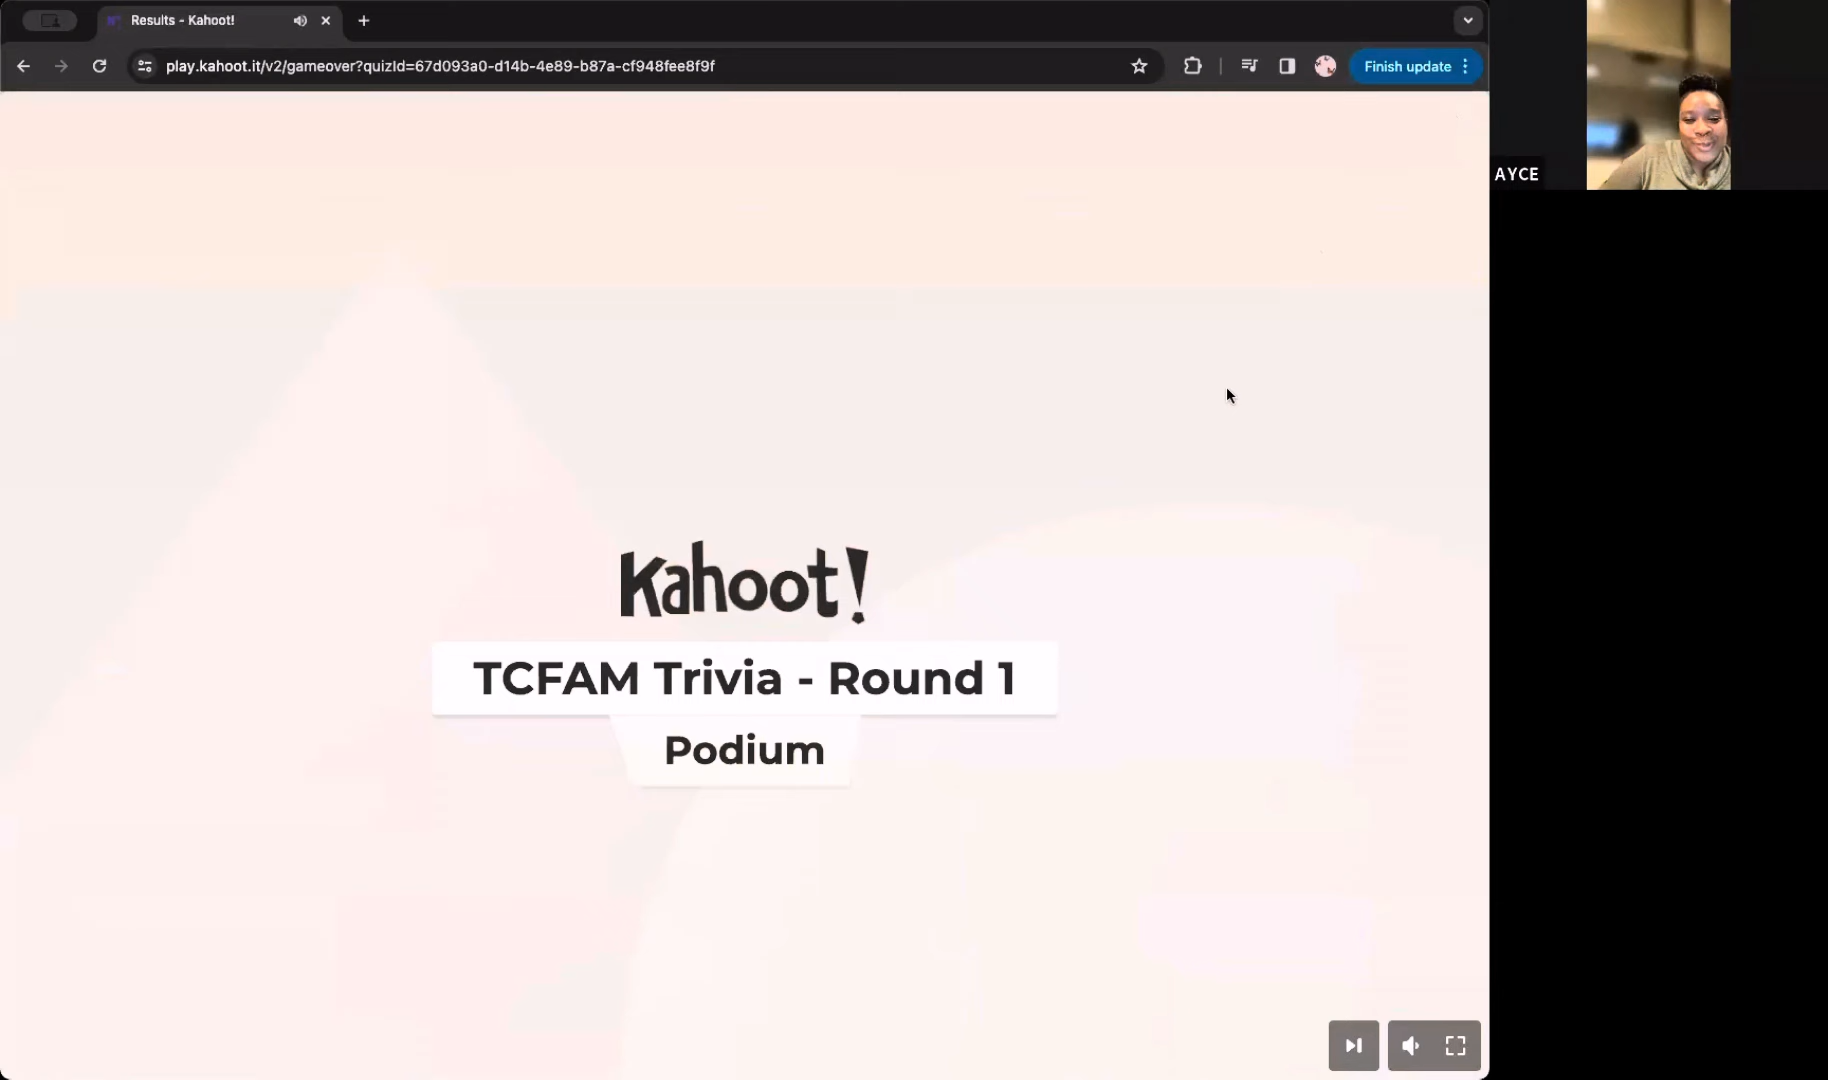 Results - Kahoot!
play.kahoot.it/v2/gameover?quizId=67d093a0-d14b-4e89-b87a-cf948fee8f9f
Finish update
AYCE
Kahoot!
TCFAM Trivia - Round 1
Podium